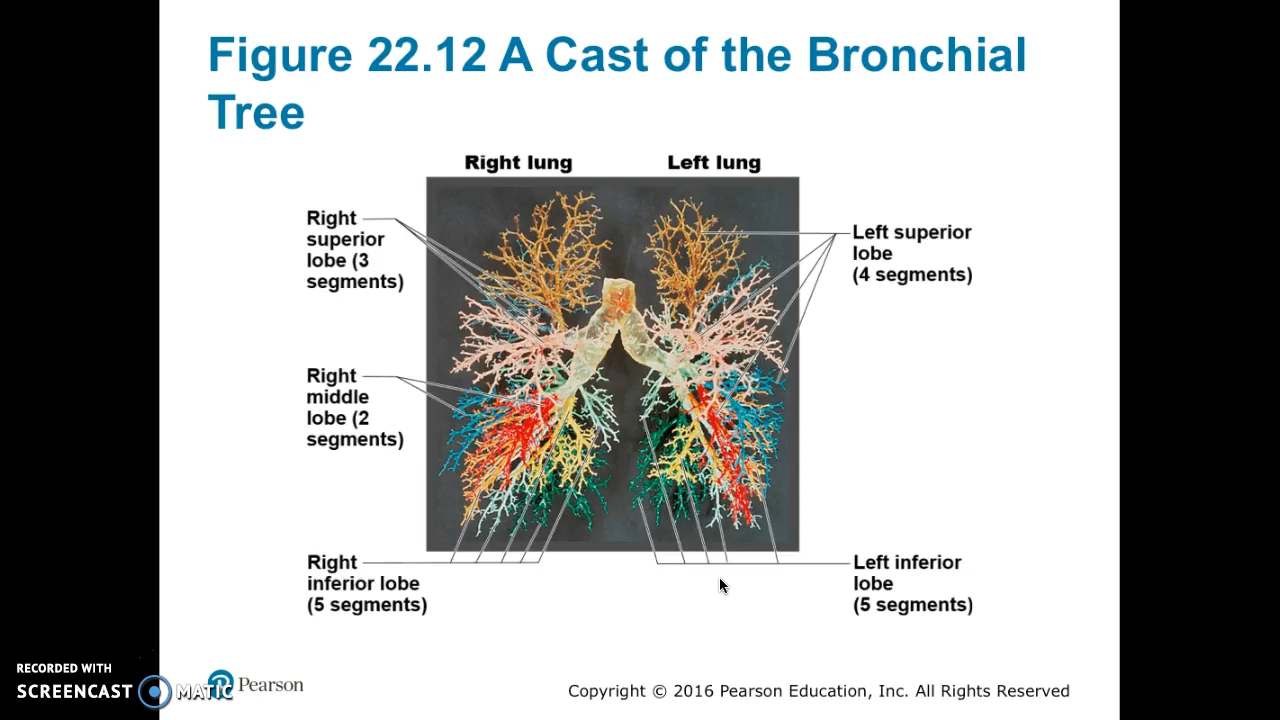 Figure 22.12 A Cast of the Bronchial
Tree
Right lung
Left lung
Right
superior
lobe (3
segments)
Left superior
lobe
(4 segments)
Right
middle
lobe (2
segments)
Right
inferior lobe
(5 segments)
Left inferior
lobe
(5 segments)
RECORDED WITH
SCREENCAST MATIC
Pearson
Copyright © 2016 Pearson Education, Inc. All Rights Reserved